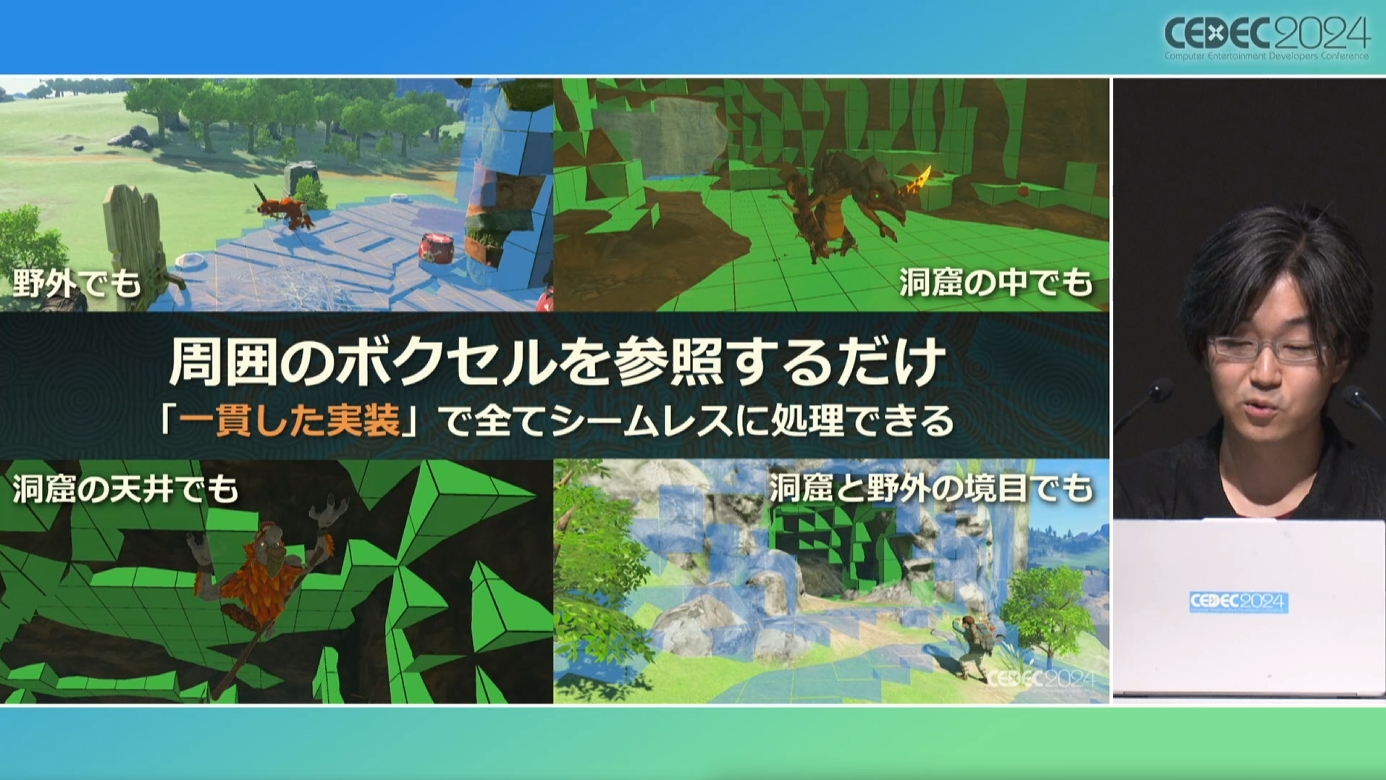 CEDEC2024
Computer Entertainment Developers Conference
野外でも
洞窟の中でも
周囲のボクセルを参照するだけ
「一貫した実装」で全てシームレスに処理できる
洞窟の天井でも
洞窟と野外の境目でも
CEDEC2024
CEDEC2024